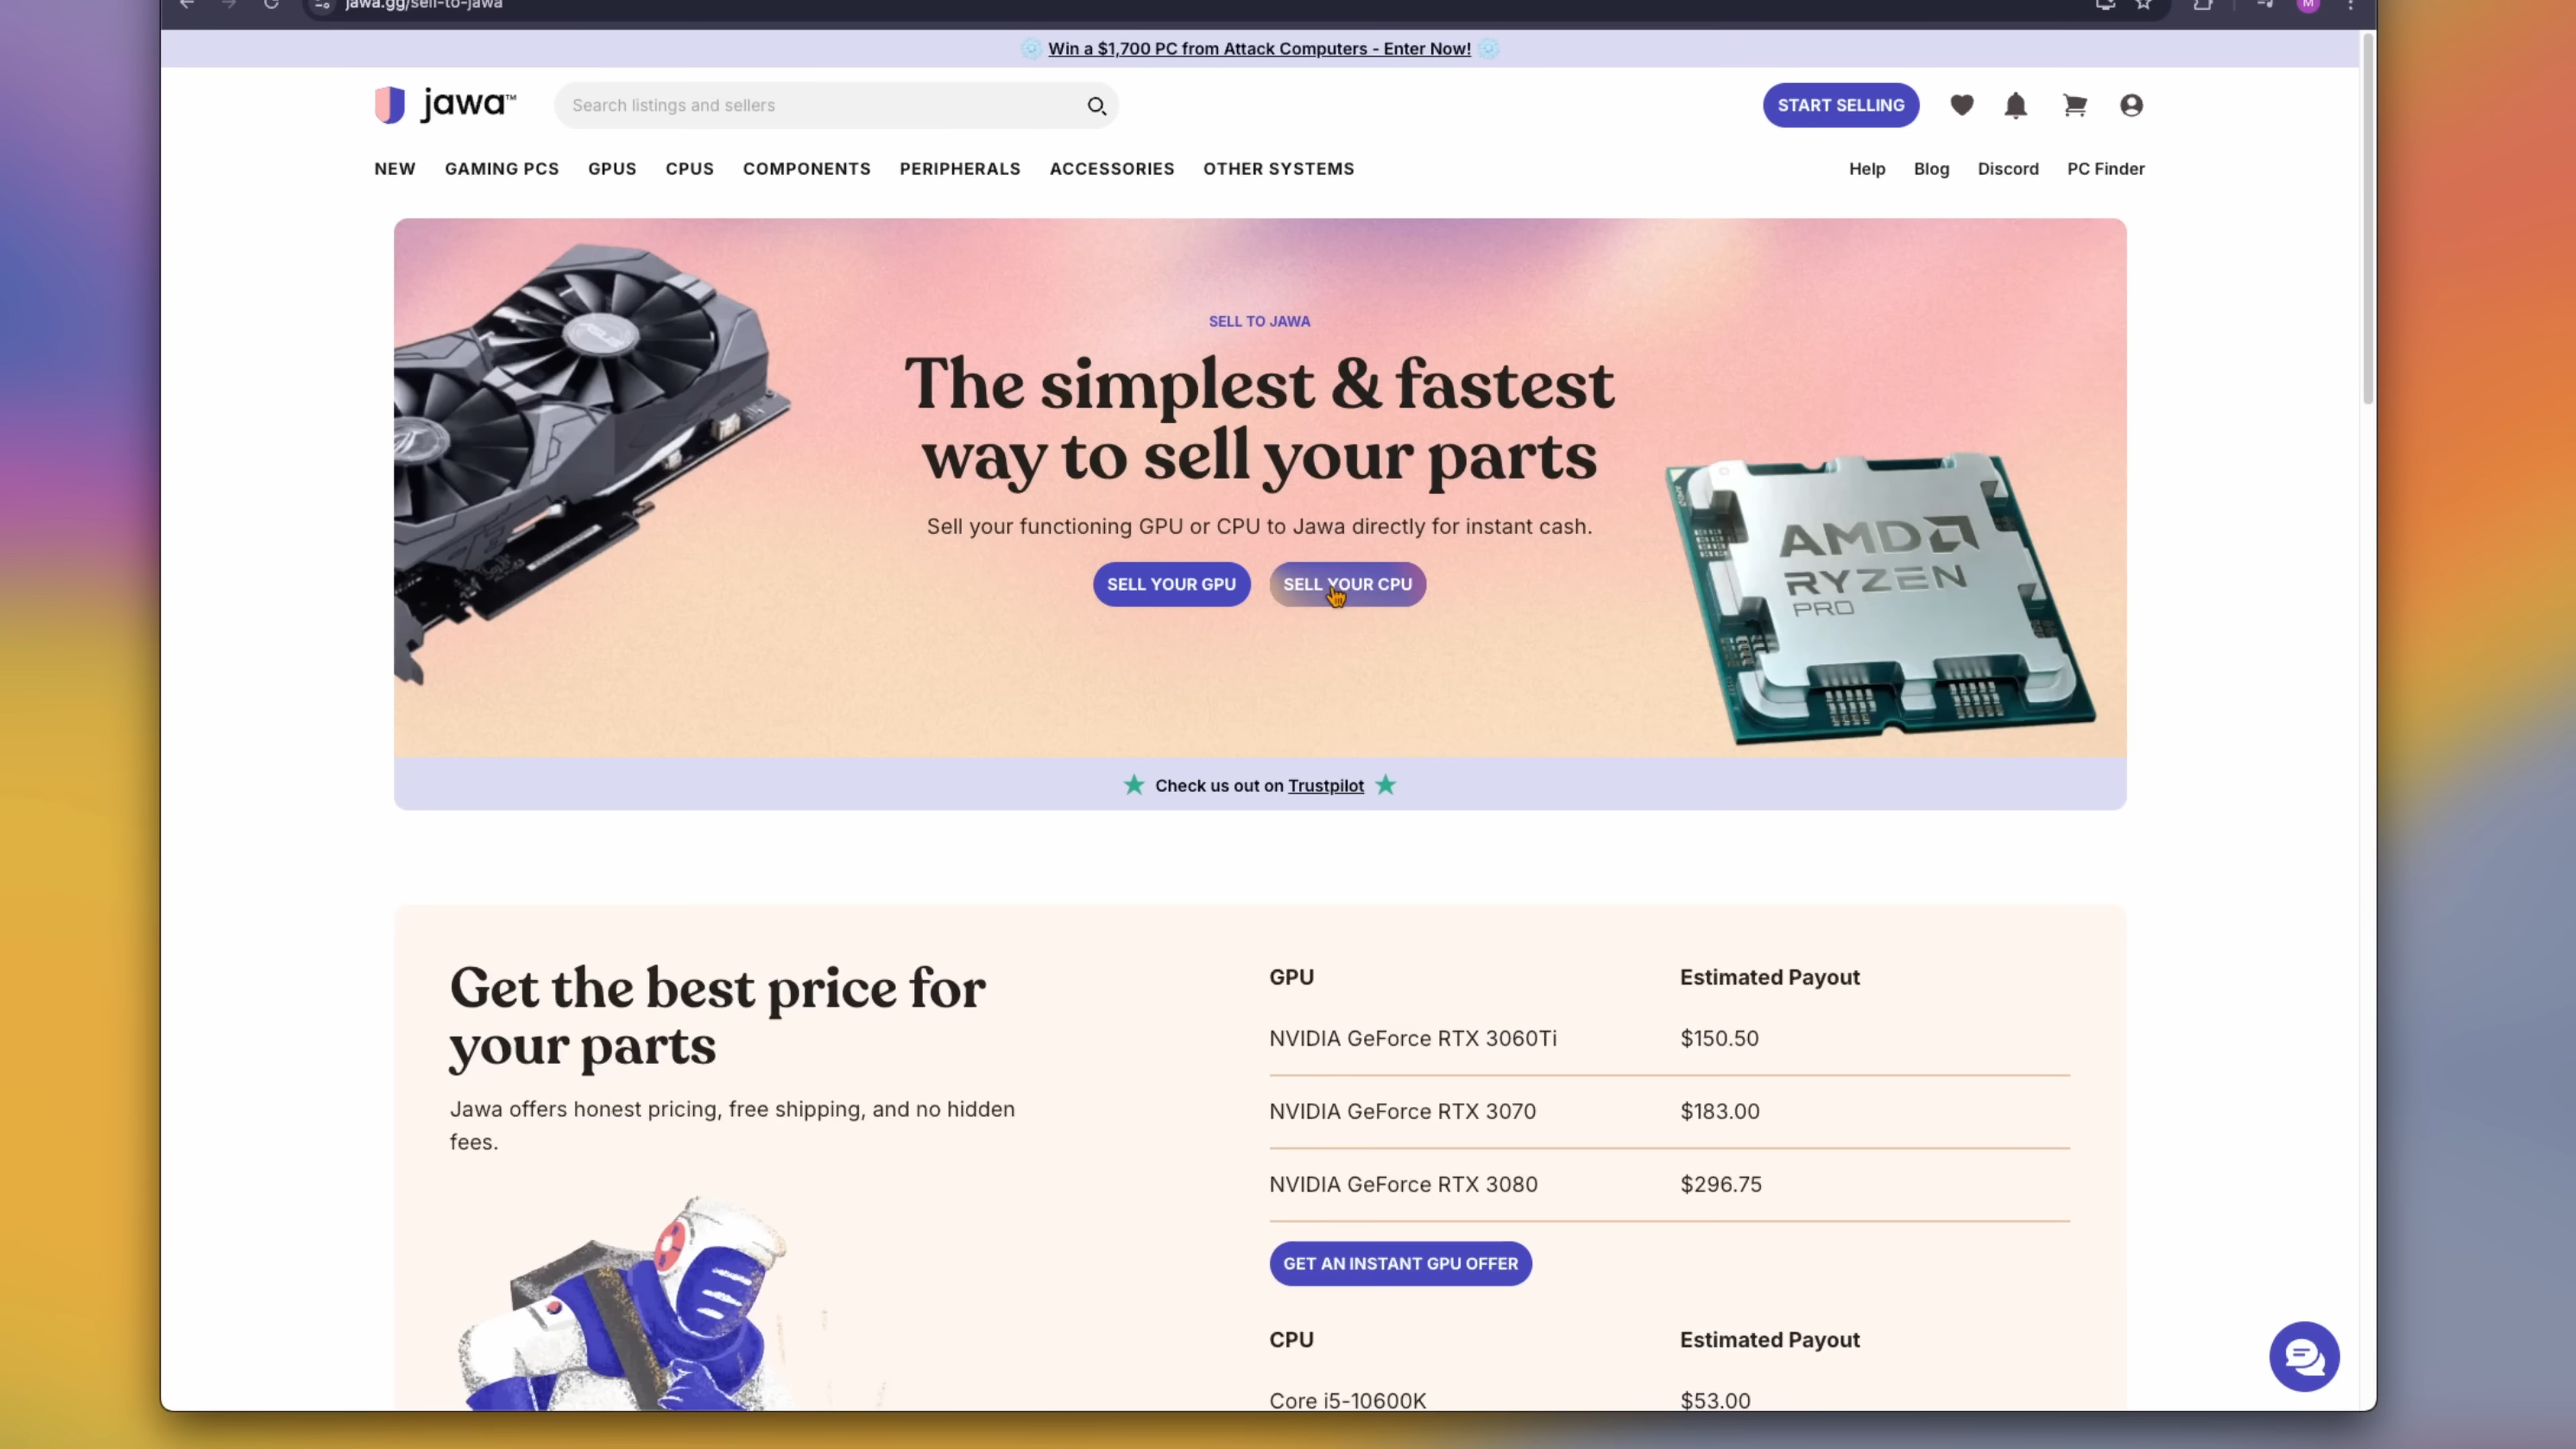 jawa.gg/sell-to-jawa
M
Win a $1,700 PC from Attack Computers - Enter Now!
jawa™
Search listings and sellers
START SELLING
NEW GAMING PCS GPUS CPUS COMPONENTS PERIPHERALS ACCESSORIES OTHER SYSTEMS
Help Blog Discord PC Finder
SELL TO JAWA
The simplest & fastest
way to sell your parts
Sell your functioning GPU or CPU to Jawa directly for instant cash.
SELL YOUR GPU SELL YOUR CPU
ASUS
AMD
RYZEN
PRO
Check us out on Trustpilot
Get the best price for
your parts
Jawa offers honest pricing, free shipping, and no hidden
fees.
GPU Estimated Payout
NVIDIA GeForce RTX 3060Ti $150.50
NVIDIA GeForce RTX 3070 $183.00
NVIDIA GeForce RTX 3080 $296.75
GET AN INSTANT GPU OFFER
CPU Estimated Payout
Core i5-10600K $53.00